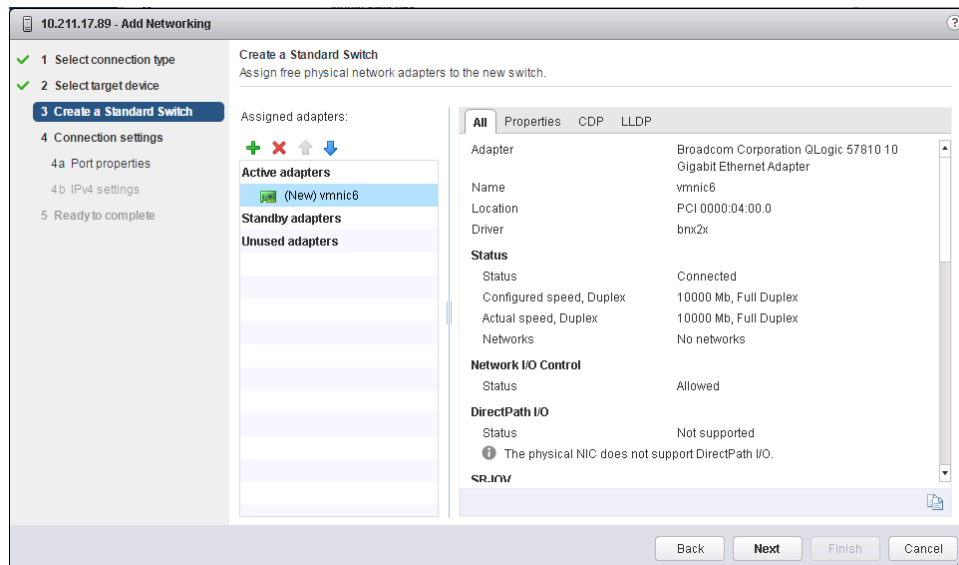 10.211.17.89 - Add Networking
?
1 Select connection type
2 Select target device
3 Create a Standard Switch
4 Connection settings
4a Port properties
4b IPv4 settings
5 Ready to complete
Create a Standard Switch
Assign free physical network adapters to the new switch.
Assigned adapters:
Active adapters
(New) vmnic6
Standby adapters
Unused adapters
All Properties CDP LLDP
Adapter Broadcom Corporation QLogic 57810 10
Gigabit Ethernet Adapter
Name vmnic6
Location PCI 0000:04:00.0
Driver bnx2x
Status
Status Connected
Configured speed, Duplex 10000 Mb, Full Duplex
Actual speed, Duplex 10000 Mb, Full Duplex
Networks No networks
Network I/O Control
Status Allowed
DirectPath I/O
Status Not supported
The physical NIC does not support DirectPath I/O.
SR-IOV
Back Next Finish Cancel